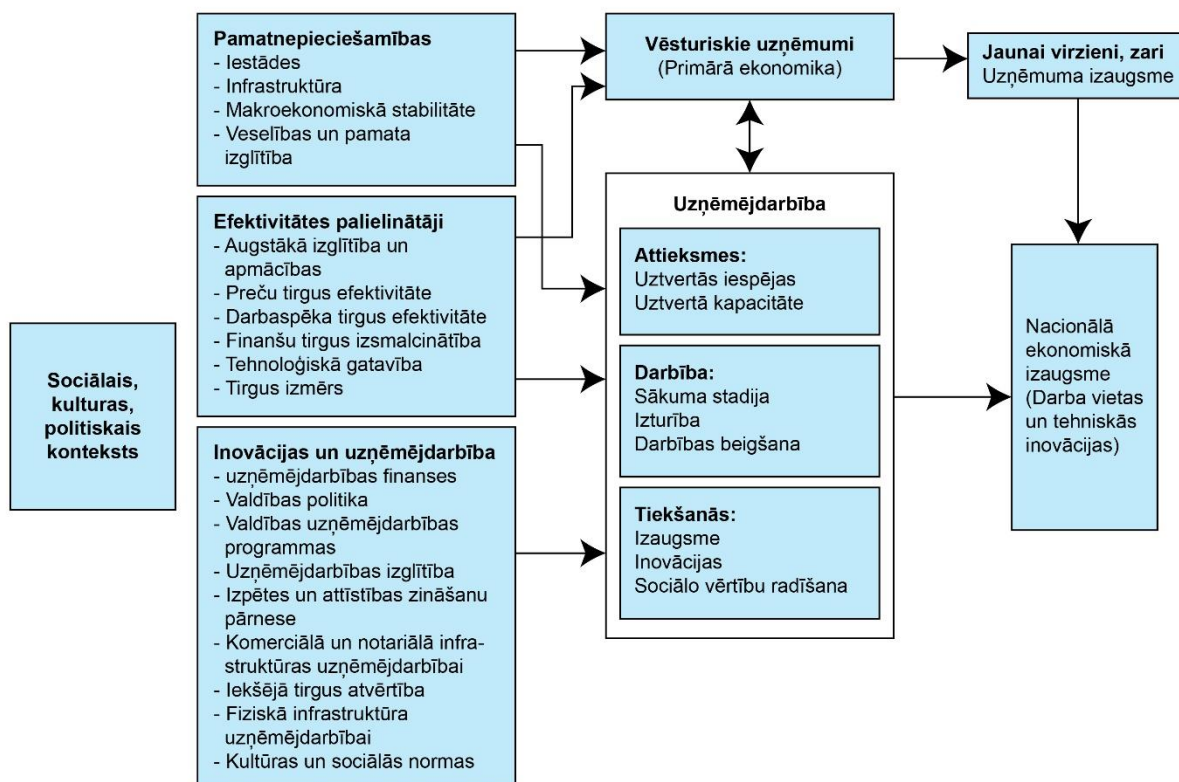 Sociālais,
kulturas,
politiskais
konteksts
Pamatnepieciešamības
- Iestādes
- Infrastruktūra
- Makroekonomiskā stabilitāte
- Veselības un pamata
izglītība
Efektivitātes palielinātāji
- Augstākā izglītība un
apmācības
- Preču tirgus efektivitāte
- Darbaspēka tirgus efektivitāte
- Finanšu tirgus izsmalcinātība
- Tehnoloģiskā gatavība
- Tirgus izmērs
Inovācijas un uzņēmējdarbība
- uzņēmējdarbības finanses
- Valdības politika
- Valdības uzņēmējdarbības
programmas
- Uzņēmējdarbības izglītība
- Izpētes un attīstības zināšanu
pārnese
- Komerciālā un notariālā infra-
struktūras uzņēmējdarbībai
- Iekšējā tirgus atvērtība
- Fiziskā infrastruktūra
uzņēmējdarbībai
- Kultūras un sociālās normas
Vēsturiskie uzņēmumi
(Primārā ekonomika)
Uzņēmējdarbība
Attieksmes:
Uztvertās iespējas
Uztvertā kapacitāte
Darbība:
Sākuma stadija
Izturība
Darbības beigšana
Tiekšanās:
Izaugsme
Inovācijas
Sociālo vērtību radīšana
Jaunai virzieni, zari
Uzņēmuma izaugsme
Nacionālā
ekonomiskā
izaugsme
(Darba vietas
un tehniskās
inovācijas)